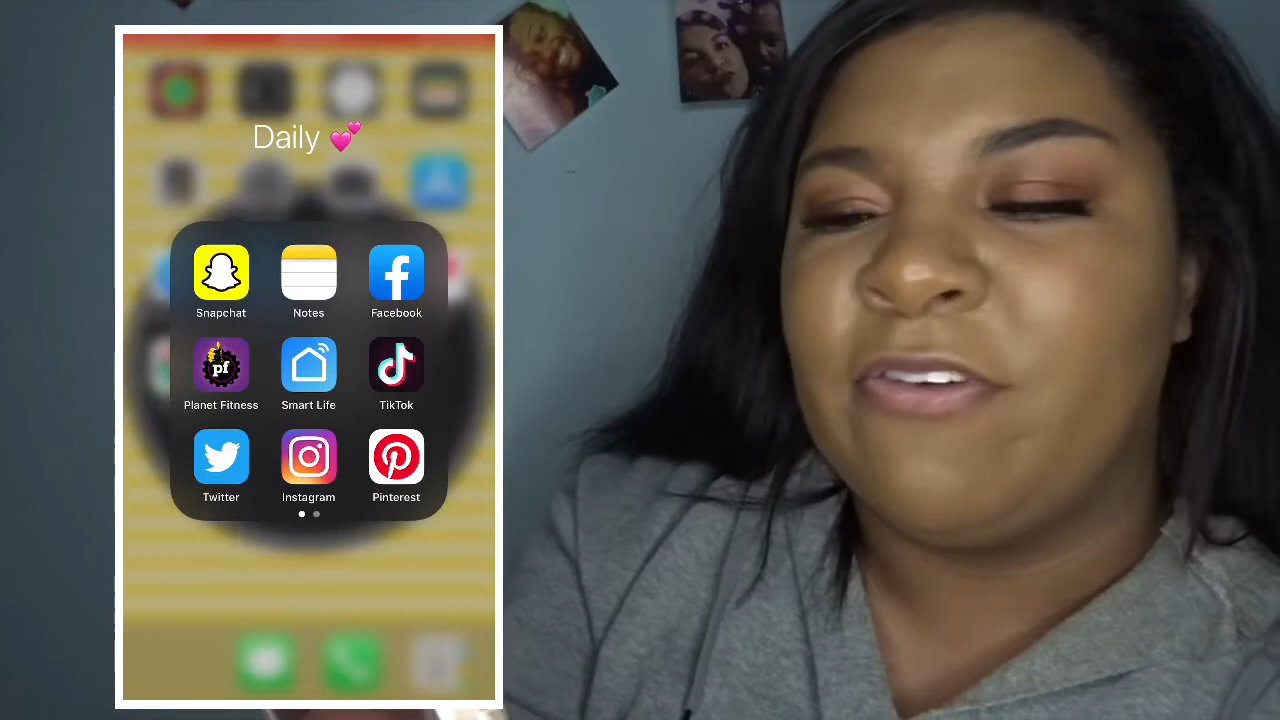 Daily 💕
Snapchat Notes Facebook
pf
Planet Fitness Smart Life TikTok
Twitter Instagram Pinterest